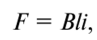 F = Bli,